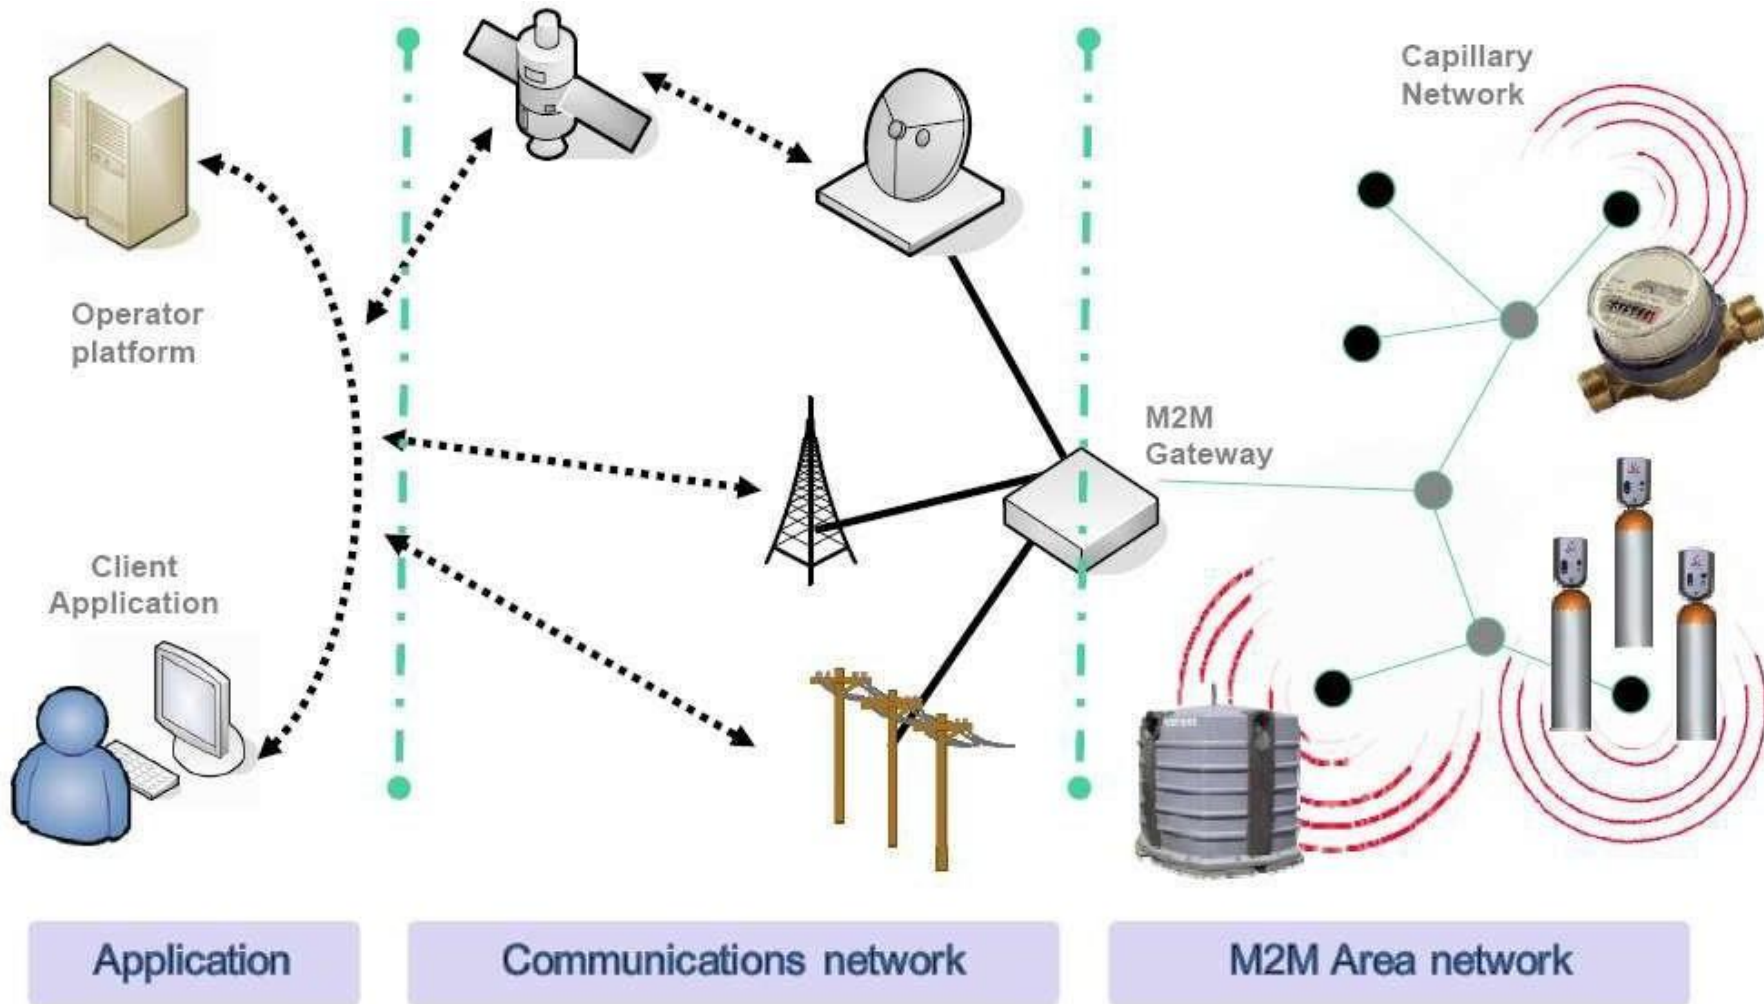 Capillary
Network
Operator
platform
M2M
Gateway
Client
Application
Application
Communications network
M2M Area network